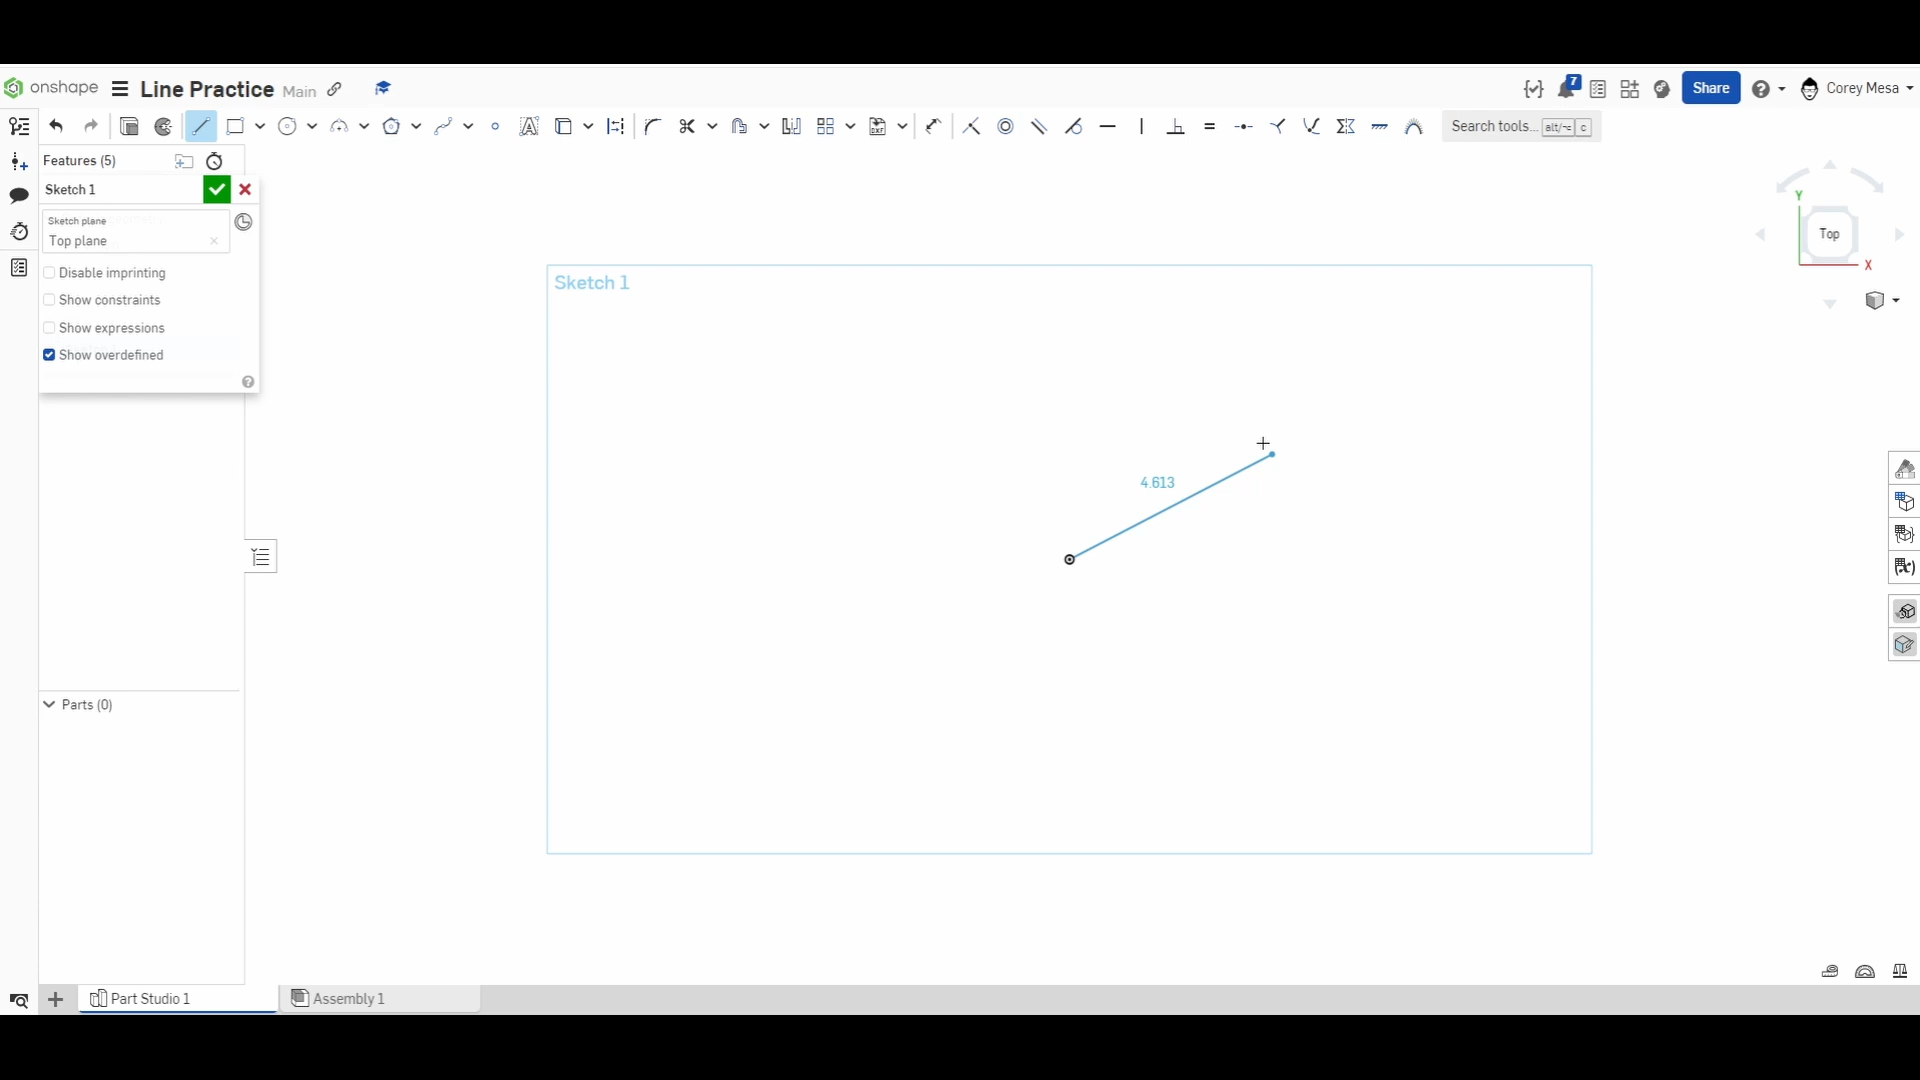 onshape Line Practice Main 7 Share Corey Mesa
Search tools... alt/⌥ c
Features (5)
Sketch 1
Sketch plane
Top plane
Disable imprinting
Show constraints
Show expressions
Show overdefined
Sketch 1
4.613
Y
Top
X
Parts (0)
Part Studio 1
Assembly 1